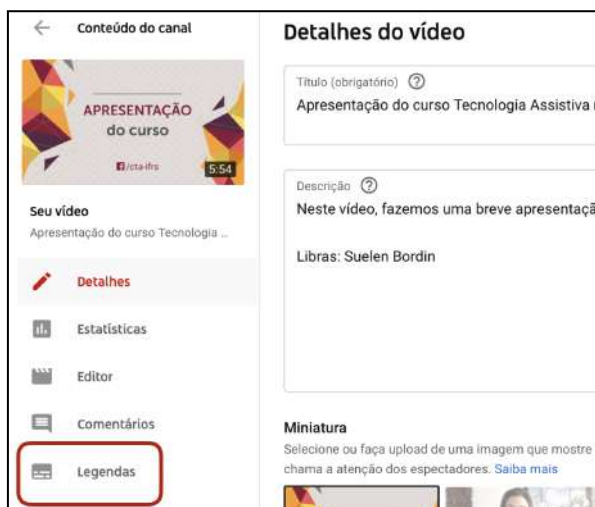 Conteúdo do canal
APRESENTAÇÃO
do curso
/cta-ifrs
5:54
Seu vídeo
Apresentação do curso Tecnologia ...
Detalhes
Estatísticas
Editor
Comentários
Legendas
Detalhes do vídeo
Título (obrigatório)
Apresentação do curso Tecnologia Assistiva
Descrição
Neste vídeo, fazemos uma breve apresentaçã
Libras: Suelen Bordin
Miniatura
Selecione ou faça upload de uma imagem que mostre
chama a atenção dos espectadores. Saiba mais